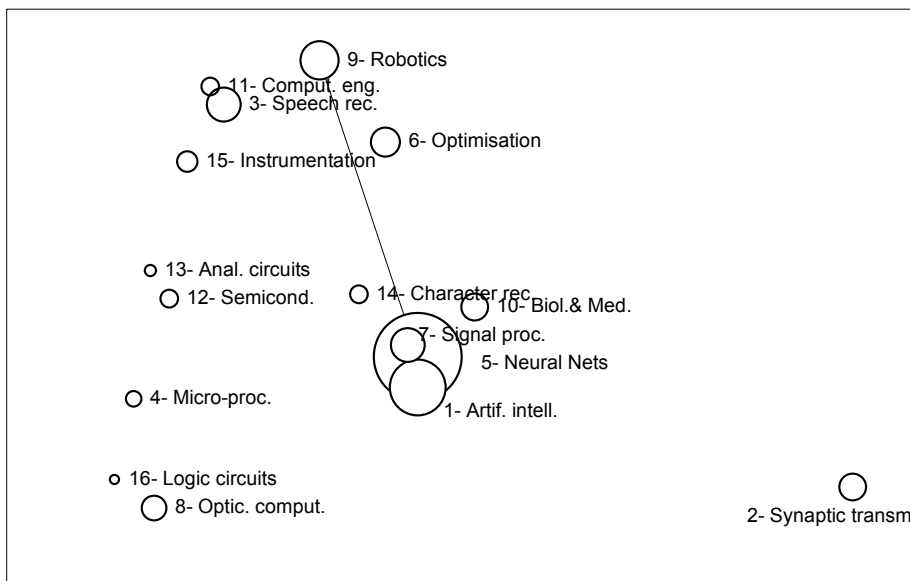 9- Robotics
11- Comput. eng.
3- Speech rec.
6- Optimisation
15- Instrumentation
13- Anal. circuits
12- Semicond.
14- Character rec
10- Biol.& Med.
7- Signal proc.
5- Neural Nets
4- Micro-proc.
1- Artif. intell.
16- Logic circuits
8- Optic. comput.
2- Synaptic transm